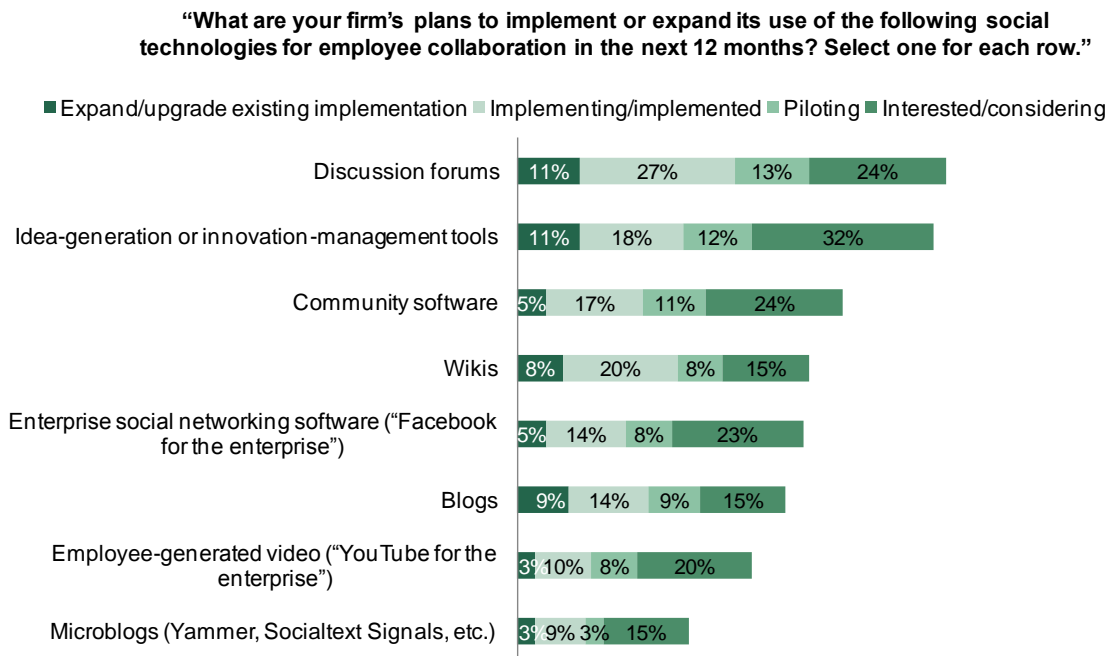 “What are your firm’s plans to implement or expand its use of the following social
technologies for employee collaboration in the next 12 months? Select one for each row.”
Expand/upgrade existing implementation Implementing/implemented Piloting Interested/considering
Discussion forums 11% 27% 13% 24%
Idea-generation or innovation-management tools 11% 18% 12% 32%
Community software 5% 17% 11% 24%
Wikis 8% 20% 8% 15%
Enterprise social networking software (“Facebook
for the enterprise”) 5% 14% 8% 23%
Blogs 9% 14% 9% 15%
Employee-generated video (“YouTube for the
enterprise”) 3% 10% 8% 20%
Microblogs (Yammer, Socialtext Signals, etc.) 3% 9% 3% 15%